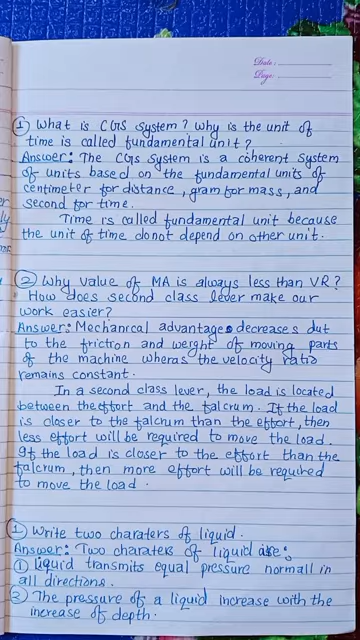 Date:
Page:
① What is CGS system? Why is the unit of
time is called fundamental unit?
Answer: The CGS system is a coherent system
of units based on the fundamental units of
centimeter for distance, gram for mass, and
second for time.
Time is called fundamental unit because
the unit of time donot depend on other unit.
② Why value of MA is always less than VR?
How does second class lever make our
work easier?
Answer: Mechanical advantage decreases dut
to the friction and weight of moving parts
of the machine wheras the velocity ratio
remains constant.
In a second class lever, the load is located
between the effort and the falcrum. If the load
is closer to the falcrum than the effort, then
less effort will be required to move the load.
If the load is closer to the effort than the
falcrum, then more effort will be required
to move the load.
① Write two charaters of liquid.
Answer: Two charaters of liquid are:
① Liquid transmits equal pressure normall in
all directions.
② The pressure of a liquid increase with the
increase of depth.